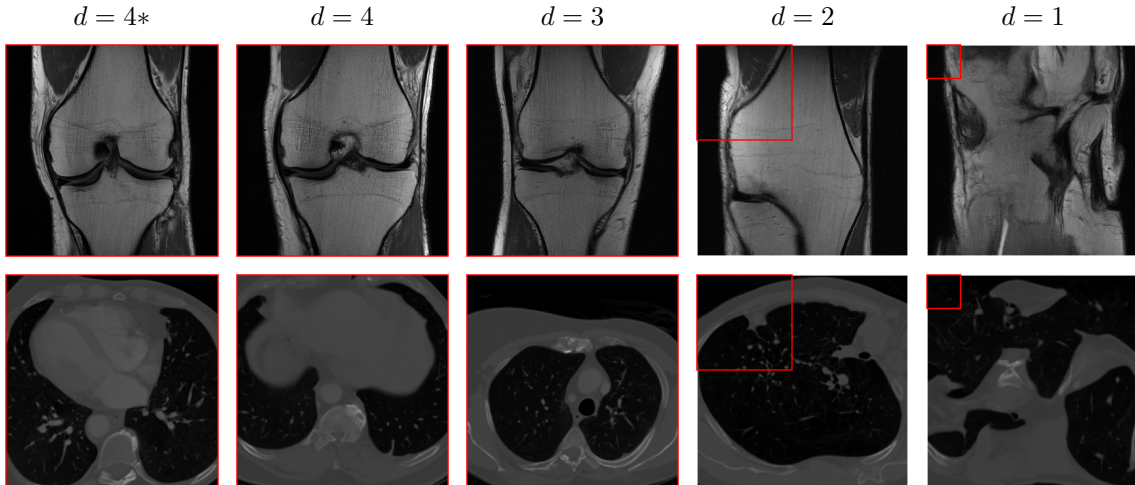 d = 4* d = 4 d = 3 d = 2 d = 1